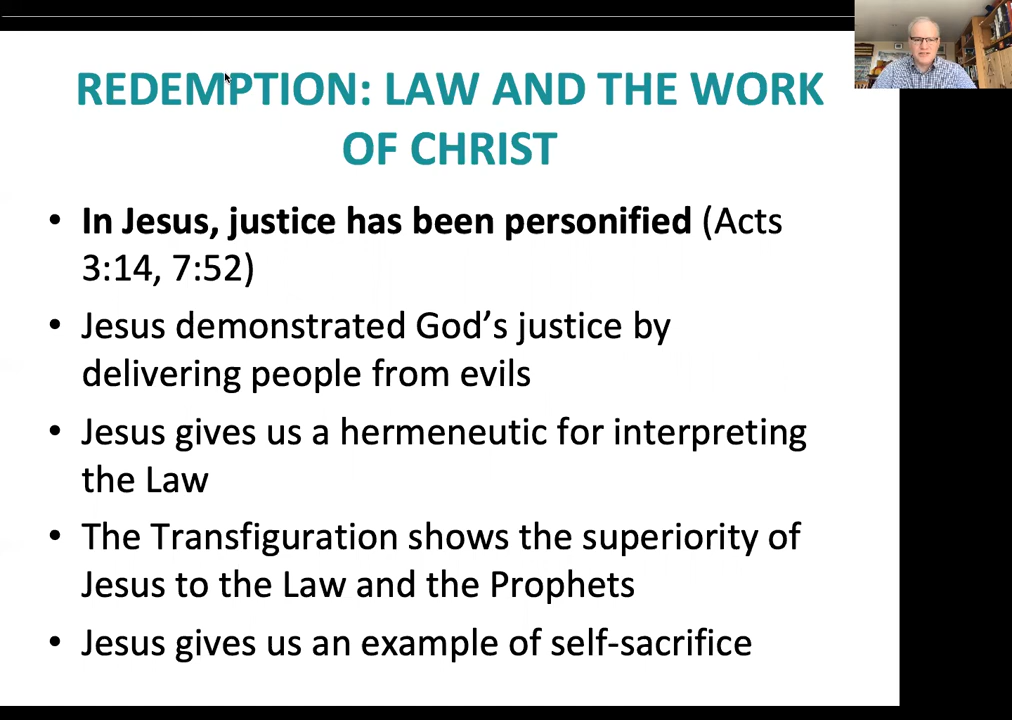 REDEMPTION: LAW AND THE WORK
OF CHRIST
• In Jesus, justice has been personified (Acts
3:14, 7:52)
• Jesus demonstrated God’s justice by
delivering people from evils
• Jesus gives us a hermeneutic for interpreting
the Law
• The Transfiguration shows the superiority of
Jesus to the Law and the Prophets
• Jesus gives us an example of self-sacrifice